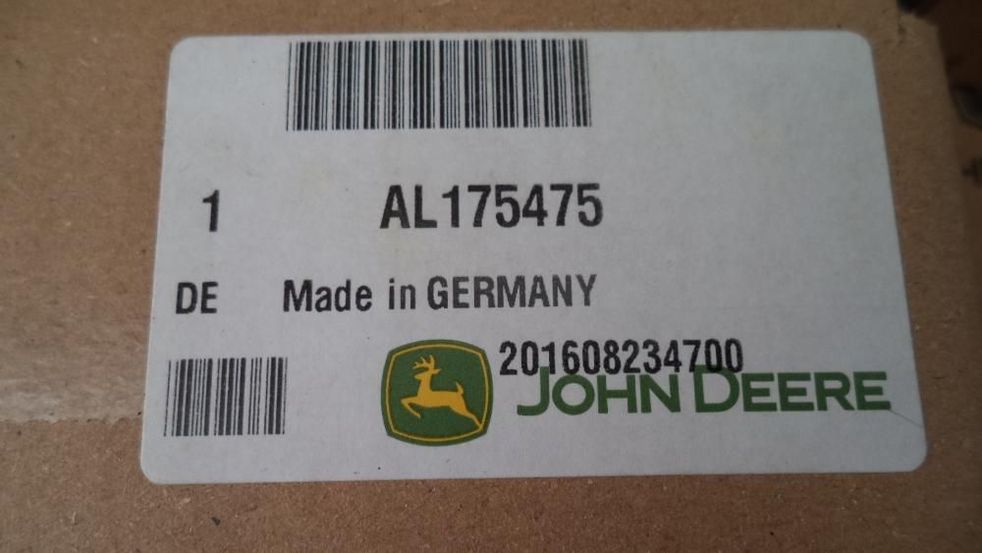 1 AL175475
DE Made in GERMANY
201608234700
JOHN DEERE